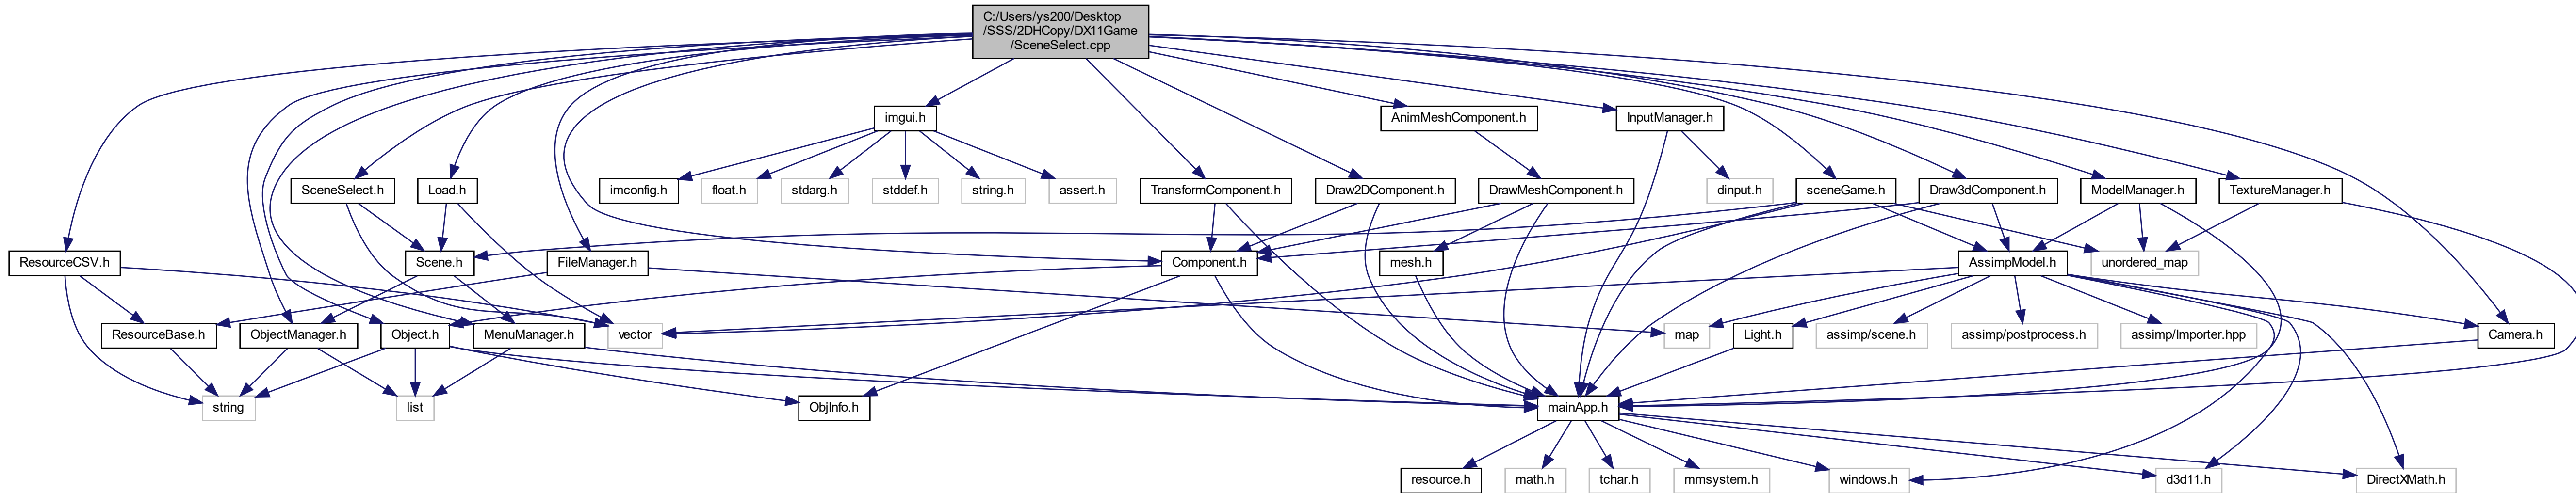 C:/Users/ys200/Desktop
/SSS/2DHCopy/DX11Game
/SceneSelect.cpp
imgui.h
AnimMeshComponent.h
InputManager.h
SceneSelect.h
Load.h
imconfig.h
float.h
stdarg.h
stddef.h
string.h
assert.h
TransformComponent.h
Draw2DComponent.h
DrawMeshComponent.h
dinput.h
sceneGame.h
Draw3dComponent.h
ModelManager.h
TextureManager.h
ResourceCSV.h
Scene.h
FileManager.h
Component.h
mesh.h
AssimpModel.h
unordered_map
ResourceBase.h
ObjectManager.h
Object.h
MenuManager.h
vector
map
Light.h
assimp/scene.h
assimp/postprocess.h
assimp/Importer.hpp
Camera.h
string
list
ObjInfo.h
mainApp.h
resource.h
math.h
tchar.h
mmsystem.h
windows.h
d3d11.h
DirectXMath.h